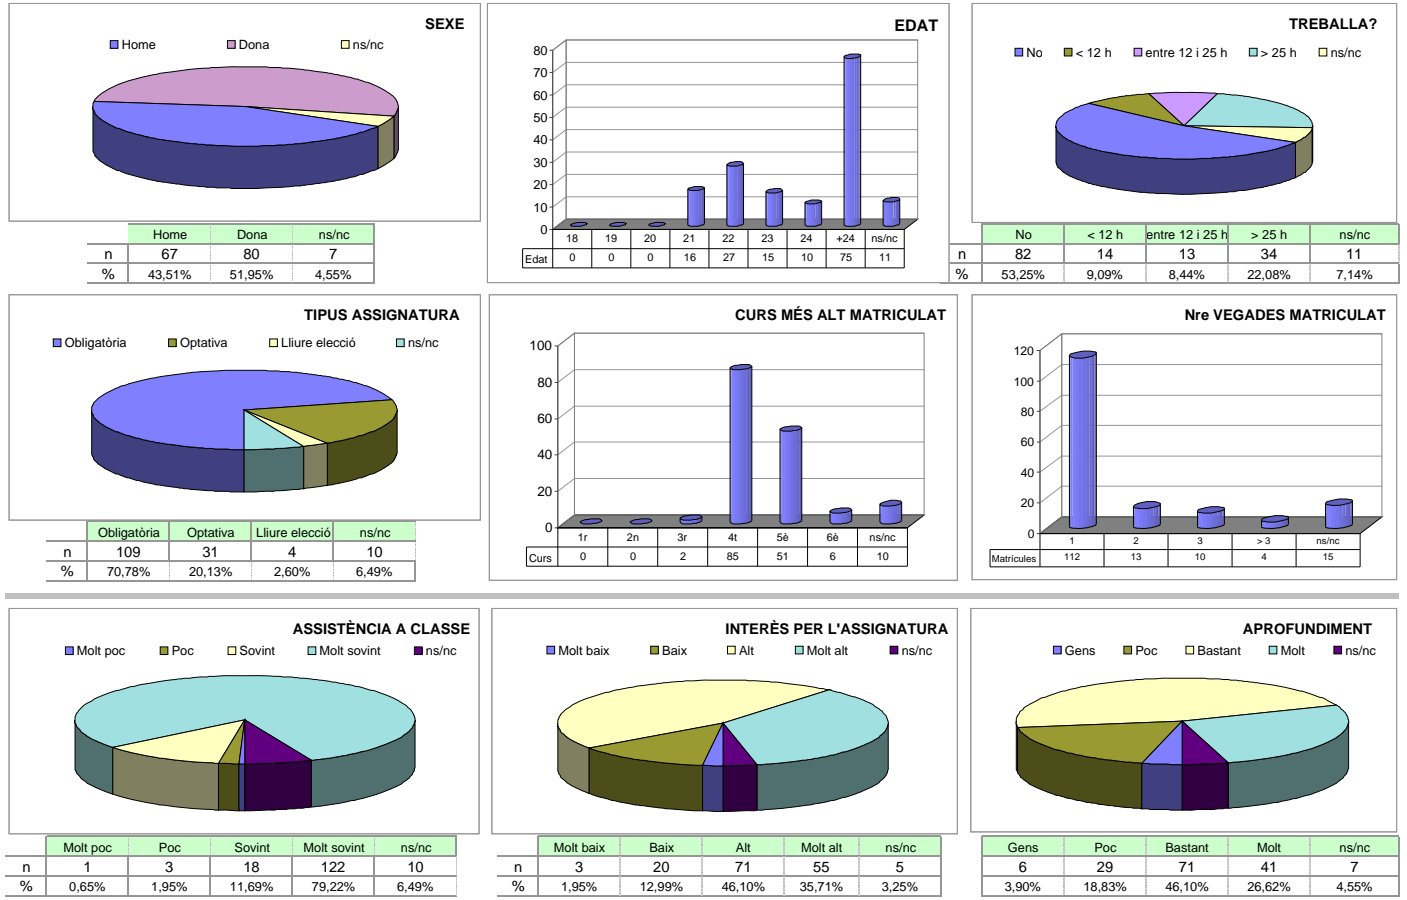 SEXE
Home Dona ns/nc
Home Dona ns/nc
n 67 80 7
% 43,51% 51,95% 4,55%
EDAT
80
70
60
50
40
30
20
10
0
18 19 20 21 22 23 24 +24 ns/nc
Edat 0 0 0 16 27 15 10 75 11
TREBALLA?
No < 12 h entre 12 i 25 h > 25 h ns/nc
No < 12 h entre 12 i 25 h > 25 h ns/nc
n 82 14 13 34 11
% 53,25% 9,09% 8,44% 22,08% 7,14%
TIPUS ASSIGNATURA
Obligatòria Optativa Lliure elecció ns/nc
Obligatòria Optativa Lliure elecció ns/nc
n 109 31 4 10
% 70,78% 20,13% 2,60% 6,49%
CURS MÉS ALT MATRICULAT
100
80
60
40
20
0
1r 2n 3r 4t 5è 6è ns/nc
Curs 0 0 2 85 51 6 10
Nre VEGADES MATRICULAT
120
100
80
60
40
20
0
1 2 3 > 3 ns/nc
Matrícules 112 13 10 4 15
ASSISTÈNCIA A CLASSE
Molt poc Poc Sovint Molt sovint ns/nc
Molt poc Poc Sovint Molt sovint ns/nc
n 1 3 18 122 10
% 0,65% 1,95% 11,69% 79,22% 6,49%
INTERÈS PER L'ASSIGNATURA
Molt baix Baix Alt Molt alt ns/nc
Molt baix Baix Alt Molt alt ns/nc
n 3 20 71 55 5
% 1,95% 12,99% 46,10% 35,71% 3,25%
APROFUNDIMENT
Gens Poc Bastant Molt ns/nc
Gens Poc Bastant Molt ns/nc
6 29 71 41 7
3,90% 18,83% 46,10% 26,62% 4,55%